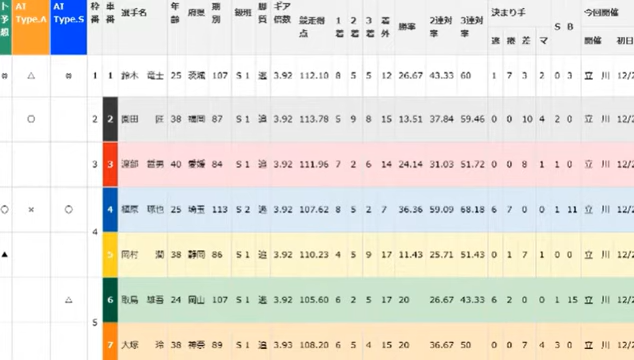 ト予想 AI Type.A AI Type.S 枠番 車番 選手名 年齢 府県 期別 級班 脚質 ギア倍数 競走得点 1着 2着 3着 着外 勝率 2連対率 3連対率 決まり手 逃 捲 差 マ S B 今回開催 開催 初日
◎ △ ◎ 1 1 鈴木 竜士 25 茨城 107 S1 逃 3.92 112.10 8 5 5 12 26.67 43.33 60 1 7 3 2 0 3 立 川 12/2
○ 2 2 園田 匠 38 福岡 87 S1 追 3.92 113.78 5 9 8 15 13.51 37.84 59.46 0 0 10 4 2 0 立 川 12/2
3 3 渡部 哲男 40 愛媛 84 S1 追 3.92 111.96 7 2 6 14 24.14 31.03 51.72 0 0 8 1 1 0 立 川 12/2
○ × ○ 4 4 植原 琢也 25 埼玉 113 S2 逃 3.92 107.62 8 5 2 7 36.36 59.09 68.18 6 7 0 0 1 11 立 川 12/2
▲ 5 岡村 潤 38 静岡 86 S1 追 3.92 110.23 4 5 9 17 11.43 25.71 51.43 0 1 7 1 0 0 立 川 12/2
△ 5 6 取鳥 雄吾 24 岡山 107 S1 逃 3.92 105.60 6 2 5 17 20 26.67 43.33 6 2 0 0 1 15 立 川 12/2
7 大塚 玲 38 神奈 89 S1 追 3.93 108.20 6 5 4 15 20 36.67 50 0 0 7 4 3 0 立 川 12/2